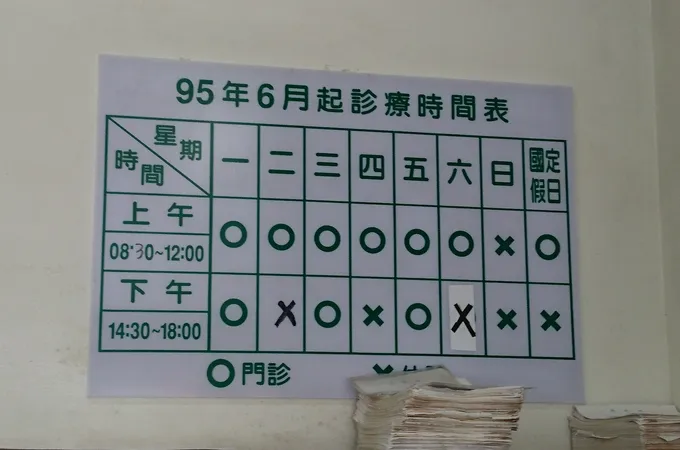 95年6月起診療時間表
星期 一 二 三 四 五 六 日 國定假日
時間
上午 ○ ○ ○ ○ ○ ○ × ○
08:30~12:00
下午 ○ X ○ × ○ X × ×
14:30~18:00
○門診 ×